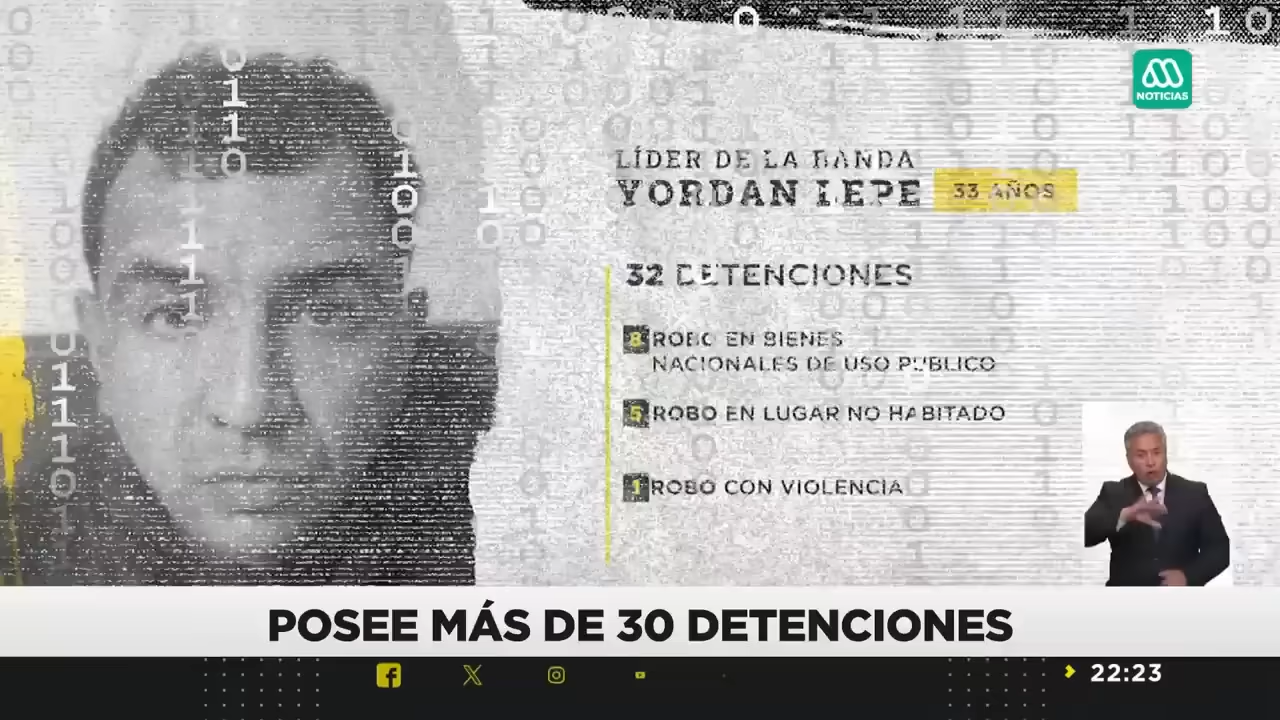 NOTICIAS
LÍDER DE LA BANDA
YORDAN LEPE 33 AÑOS
32 DETENCIONES
8 ROBO EN BIENES
NACIONALES DE USO PÚBLICO
5 ROBO EN LUGAR NO HABITADO
1 ROBO CON VIOLENCIA
POSEE MÁS DE 30 DETENCIONES
22:23